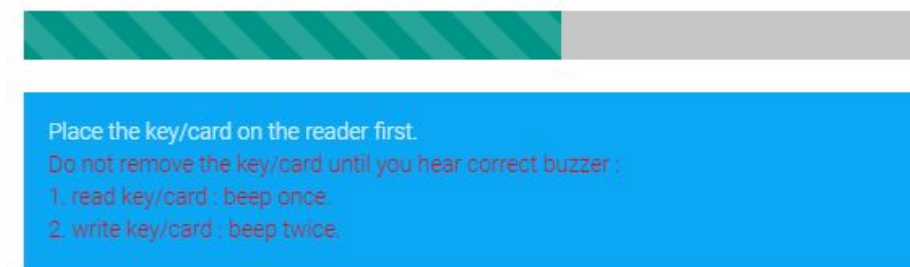 Place the key/card on the reader first.
Do not remove the key/card until you hear correct buzzer :
1. read key/card : beep once.
2. write key/card : beep twice.